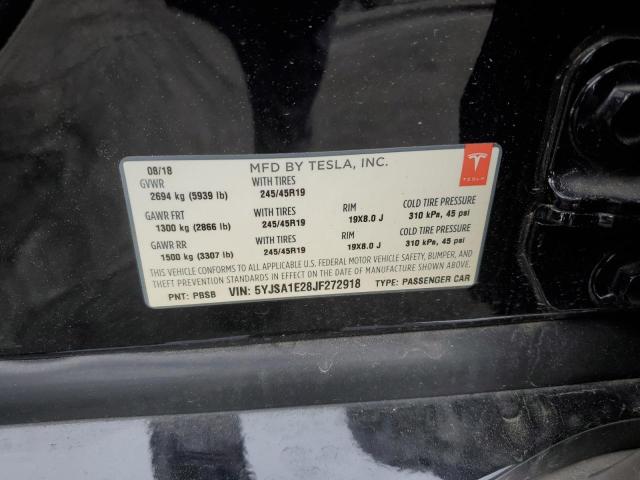 08/18 MFD BY TESLA, INC.
GVWR WITH TIRES
2694 kg (5939 lb) 245/45R19
GAWR FRT WITH TIRES RIM COLD TIRE PRESSURE
1300 kg (2866 lb) 245/45R19 19X8.0 J 310 kPa, 45 psi
GAWR RR WITH TIRES RIM COLD TIRE PRESSURE
1500 kg (3307 lb) 245/45R19 19X8.0 J 310 kPa, 45 psi
THIS VEHICLE CONFORMS TO ALL APPLICABLE U.S. FEDERAL MOTOR VEHICLE SAFETY, BUMPER, AND
THEFT PREVENTION STANDARDS IN EFFECT ON THE DATE OF MANUFACTURE SHOWN ABOVE.
PNT: PBSB VIN: 5YJSA1E28JF272918 TYPE: PASSENGER CAR
TESLA